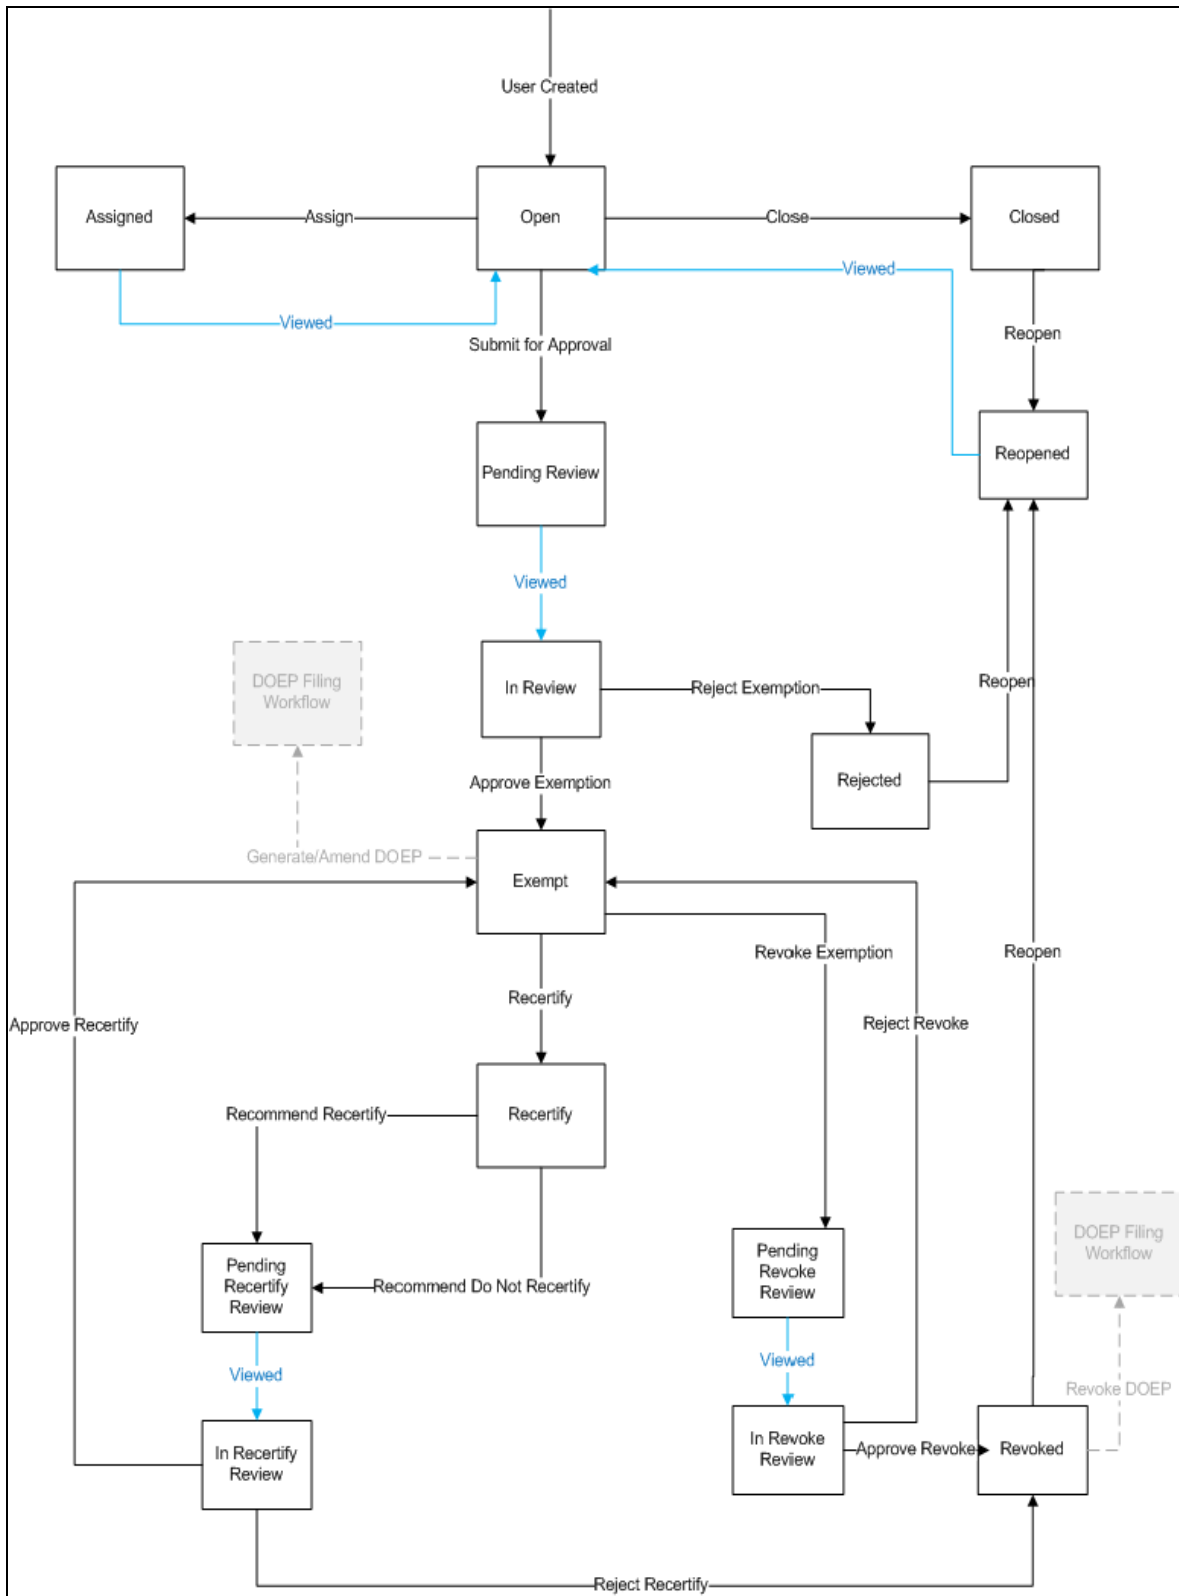 User Created
Assigned
Assign
Open
Close
Closed
Viewed
Viewed
Reopen
Submit for Approval
Reopened
Pending Review
Viewed
DOEP Filing
Workflow
In Review
Reject Exemption
Reopen
Rejected
Approve Exemption
Generate/Amend DOEP
Exempt
Revoke Exemption
Reopen
Recertify
Approve Recertify
Reject Revoke
Recommend Recertify
Recertify
DOEP Filing
Workflow
Pending
Recertify
Review
Recommend Do Not Recertify
Pending
Revoke
Review
Viewed
Viewed
Revoke DOEP
In Recertify
Review
In Revoke
Review
Approve Revoke
Revoked
Reject Recertify